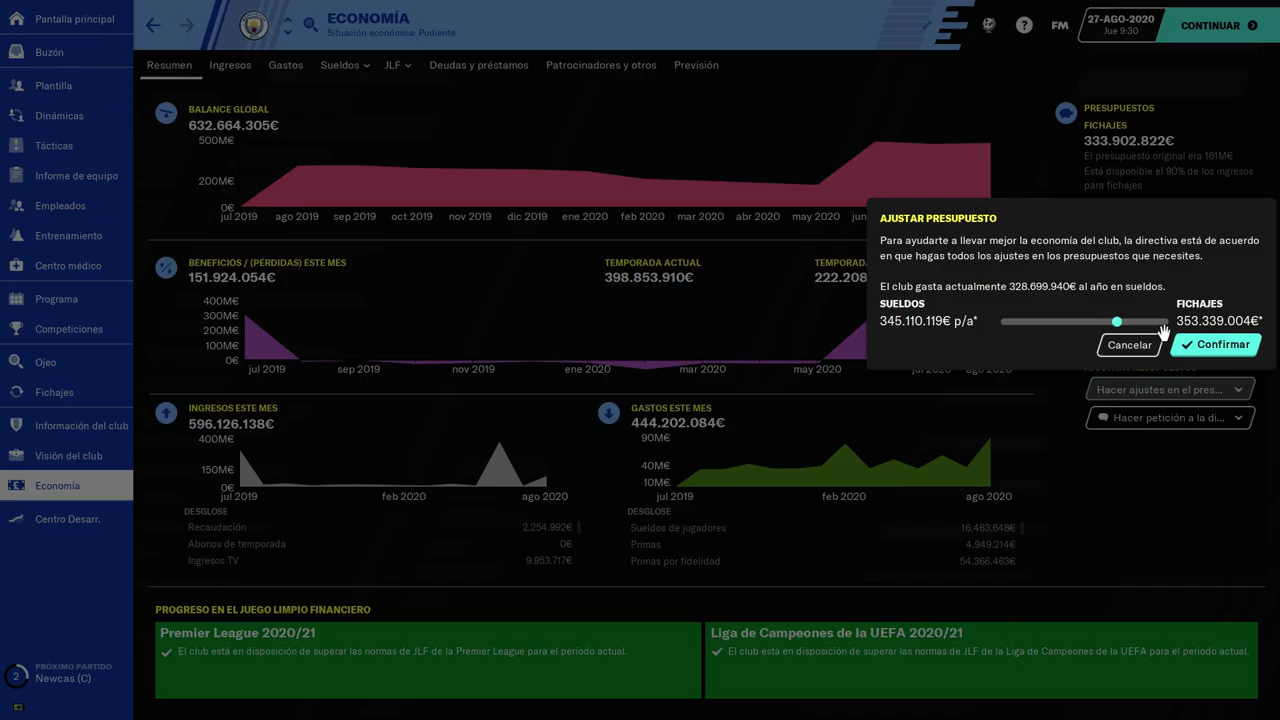 Pantalla principal
Buzón
Plantilla
Dinámicas
Tácticas
Informe de equipo
Empleados
Entrenamiento
Centro médico
Programa
Competiciones
Ojeo
Fichajes
Información del club
Visión del club
Economía
Centro Desarr.
2
PRÓXIMO PARTIDO
Newcas (C)
ECONOMÍA
Situación económica: Pudiente
FM
27-AGO-2020
Jue 9:30
CONTINUAR
Resumen Ingresos Gastos Sueldos JLF Deudas y préstamos Patrocinadores y otros Previsión
BALANCE GLOBAL
632.664.305€
500M€
200M€
0€
jul 2019 ago 2019 sep 2019 oct 2019 nov 2019 dic 2019 ene 2020 feb 2020 mar 2020 abr 2020 may 2020 jun
PRESUPUESTOS
FICHAJES
333.902.822€
El presupuesto original era 161M€
Está disponible el 90% de los ingresos
para fichajes
AJUSTAR PRESUPUESTO
Para ayudarte a llevar mejor la economía del club, la directiva está de acuerdo
en que hagas todos los ajustes en los presupuestos que necesites.
El club gasta actualmente 328.699.940€ al año en sueldos.
SUELDOS FICHAJES
345.110.119€ p/a* 353.339.004€*
Cancelar Confirmar
Hacer ajustes en el pres...
Hacer petición a la di...
BENEFICIOS / (PÉRDIDAS) ESTE MES
151.924.054€
TEMPORADA ACTUAL
398.853.910€
TEMPORADA
222.208
400M€
300M€
200M€
100M€
0€
jul 2019 sep 2019 nov 2019 ene 2020 mar 2020 may 2020 jul 2020 ago 2020
INGRESOS ESTE MES
596.126.138€
400M€
150M€
0€
jul 2019 feb 2020 ago 2020
DESGLOSE
Recaudación 2.254.992€
Abonos de temporada 0€
Ingresos TV 9.953.717€
GASTOS ESTE MES
444.202.084€
90M€
40M€
10M€
jul 2019 feb 2020 ago 2020
DESGLOSE
Sueldos de jugadores 16.463.648€
Primas 4.949.214€
Primas por fidelidad 54.366.463€
PROGRESO EN EL JUEGO LIMPIO FINANCIERO
Premier League 2020/21
El club está en disposición de superar las normas de JLF de la Premier League para el periodo actual.
Liga de Campeones de la UEFA 2020/21
El club está en disposición de superar las normas de JLF de la Liga de Campeones de la UEFA para el periodo actual.